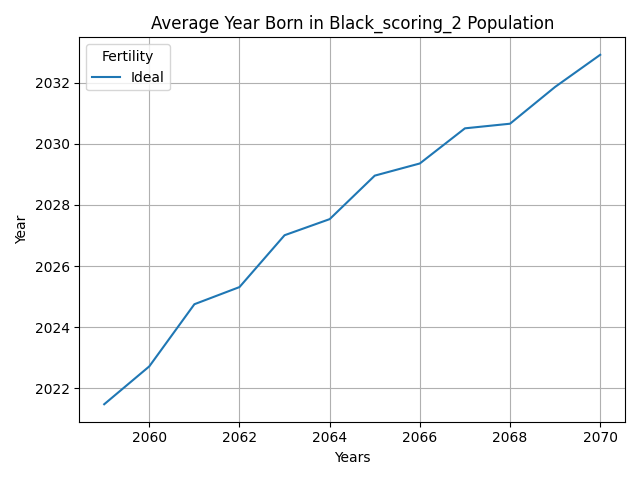 Average Year Born in Black_scoring_2 Population
Fertility
Ideal
2032
2030
2028
2026
2024
2022
Year
2060 2062 2064 2066 2068 2070
Years